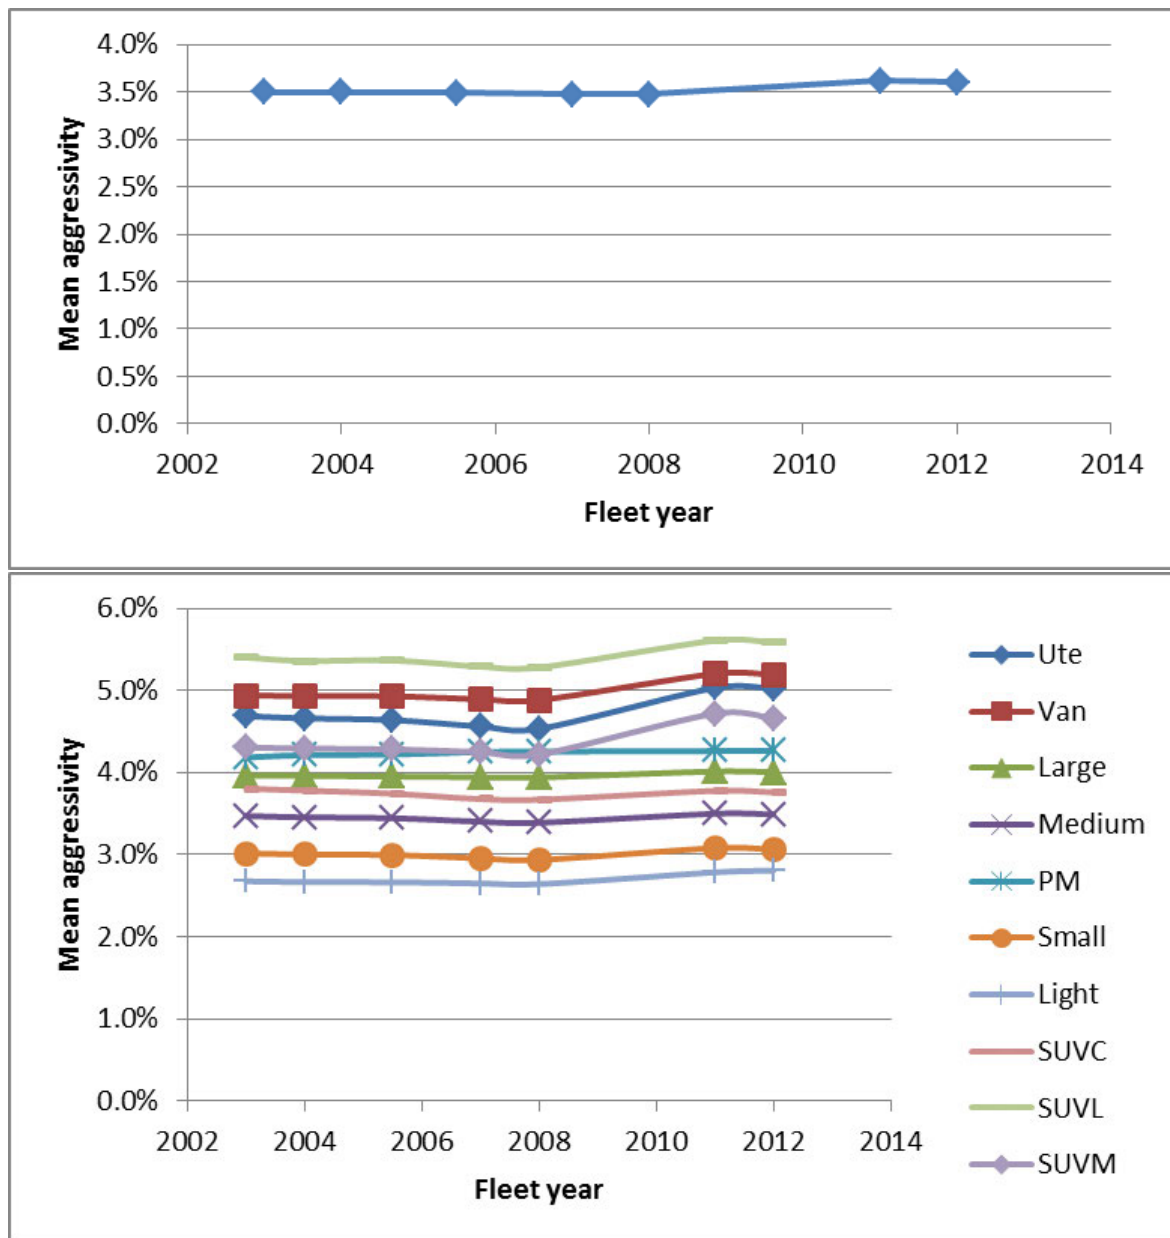 4.0%
3.5%
3.0%
2.5%
2.0%
1.5%
1.0%
0.5%
0.0%
Mean aggressivity
2002 2004 2006 2008 2010 2012 2014
Fleet year
6.0%
5.0%
4.0%
3.0%
2.0%
1.0%
0.0%
Mean aggressivity
2002 2004 2006 2008 2010 2012 2014
Fleet year
Ute
Van
Large
Medium
PM
Small
Light
SUVC
SUVL
SUVM